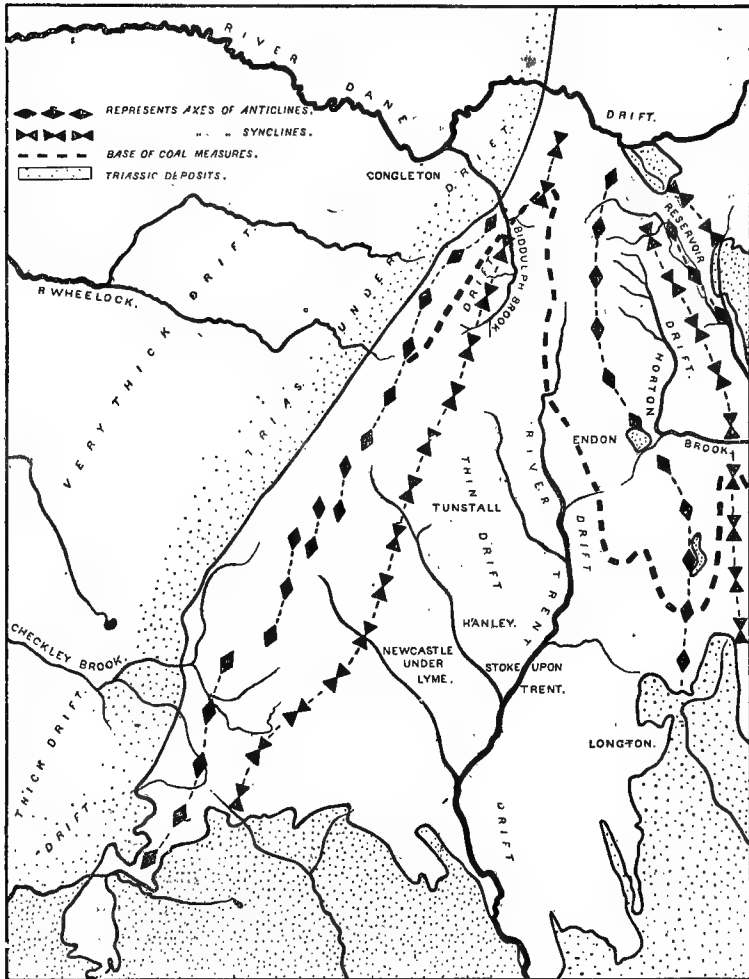 RIVER DANE
REPRESENTS AXES OF ANTICLINES.
" " SYNCLINES.
BASE OF COAL MEASURES.
TRIASSIC DEPOSITS.
DRIFT.
CONGLETON
TRIAS UNDER DRIFT.
BIDDULPH BROOK
DRIFT
RESERVOIR
R WHEELOCK.
VERY THICK DRIFT
HORTON BROOK.
DRIFT.
ENDON
RIVER TRENT
THIN DRIFT
TUNSTALL
DRIFT
HANLEY.
NEWCASTLE
UNDER
LYME.
STOKE UPON
TRENT.
CHECKLEY BROOK.
LONGTON.
THICK DRIFT.
DRIFT.
DRIFT